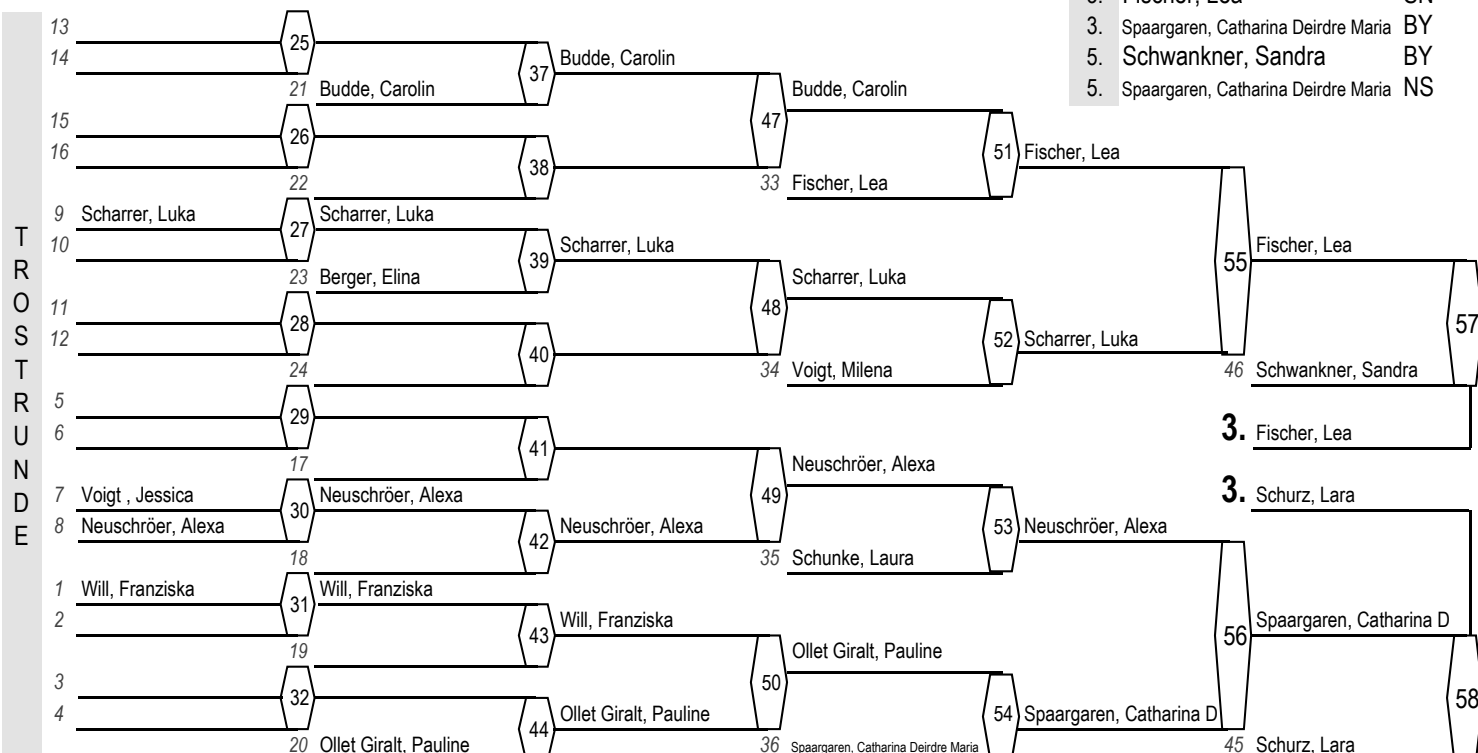 3. Fischer, Lea SN
3. Spaargaren, Catharina Deirdre Maria BY
5. Schwankner, Sandra BY
5. Spaargaren, Catharina Deirdre Maria NS
TROSTRUNDE
13
14
25
21 Budde, Carolin
37
Budde, Carolin
15
16
26
22
38
47
Budde, Carolin
33 Fischer, Lea
51
Fischer, Lea
9 Scharrer, Luka
10
27
Scharrer, Luka
23 Berger, Elina
39
Scharrer, Luka
11
12
28
24
40
48
Scharrer, Luka
34 Voigt, Milena
52
Scharrer, Luka
55
Fischer, Lea
46 Schwankner, Sandra
57
3. Fischer, Lea
5
6
29
17
41
7 Voigt , Jessica
8 Neuschröer, Alexa
30
Neuschröer, Alexa
18
42
Neuschröer, Alexa
49
Neuschröer, Alexa
35 Schunke, Laura
53
Neuschröer, Alexa
3. Schurz, Lara
1 Will, Franziska
2
31
Will, Franziska
19
43
Will, Franziska
3
4
32
20 Ollet Giralt, Pauline
44
Ollet Giralt, Pauline
50
Ollet Giralt, Pauline
36 Spaargaren, Catharina Deirdre Maria
54
Spaargaren, Catharina D
56
Spaargaren, Catharina D
45 Schurz, Lara
58